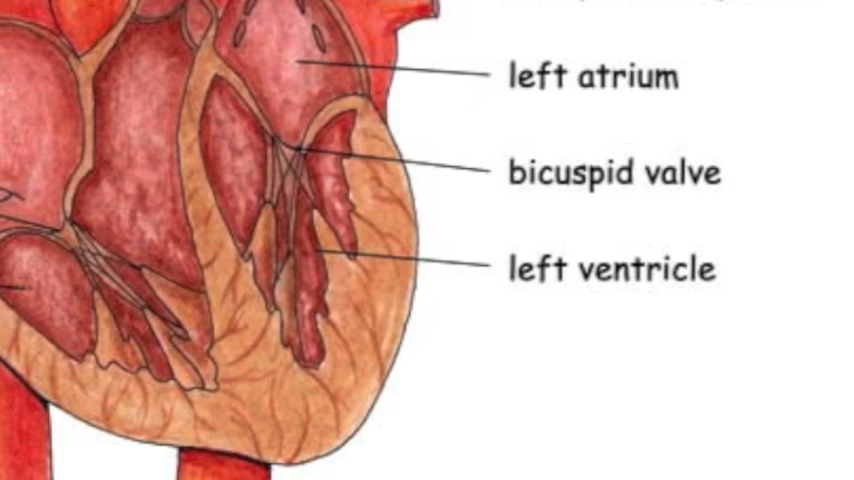 left atrium
bicuspid valve
left ventricle